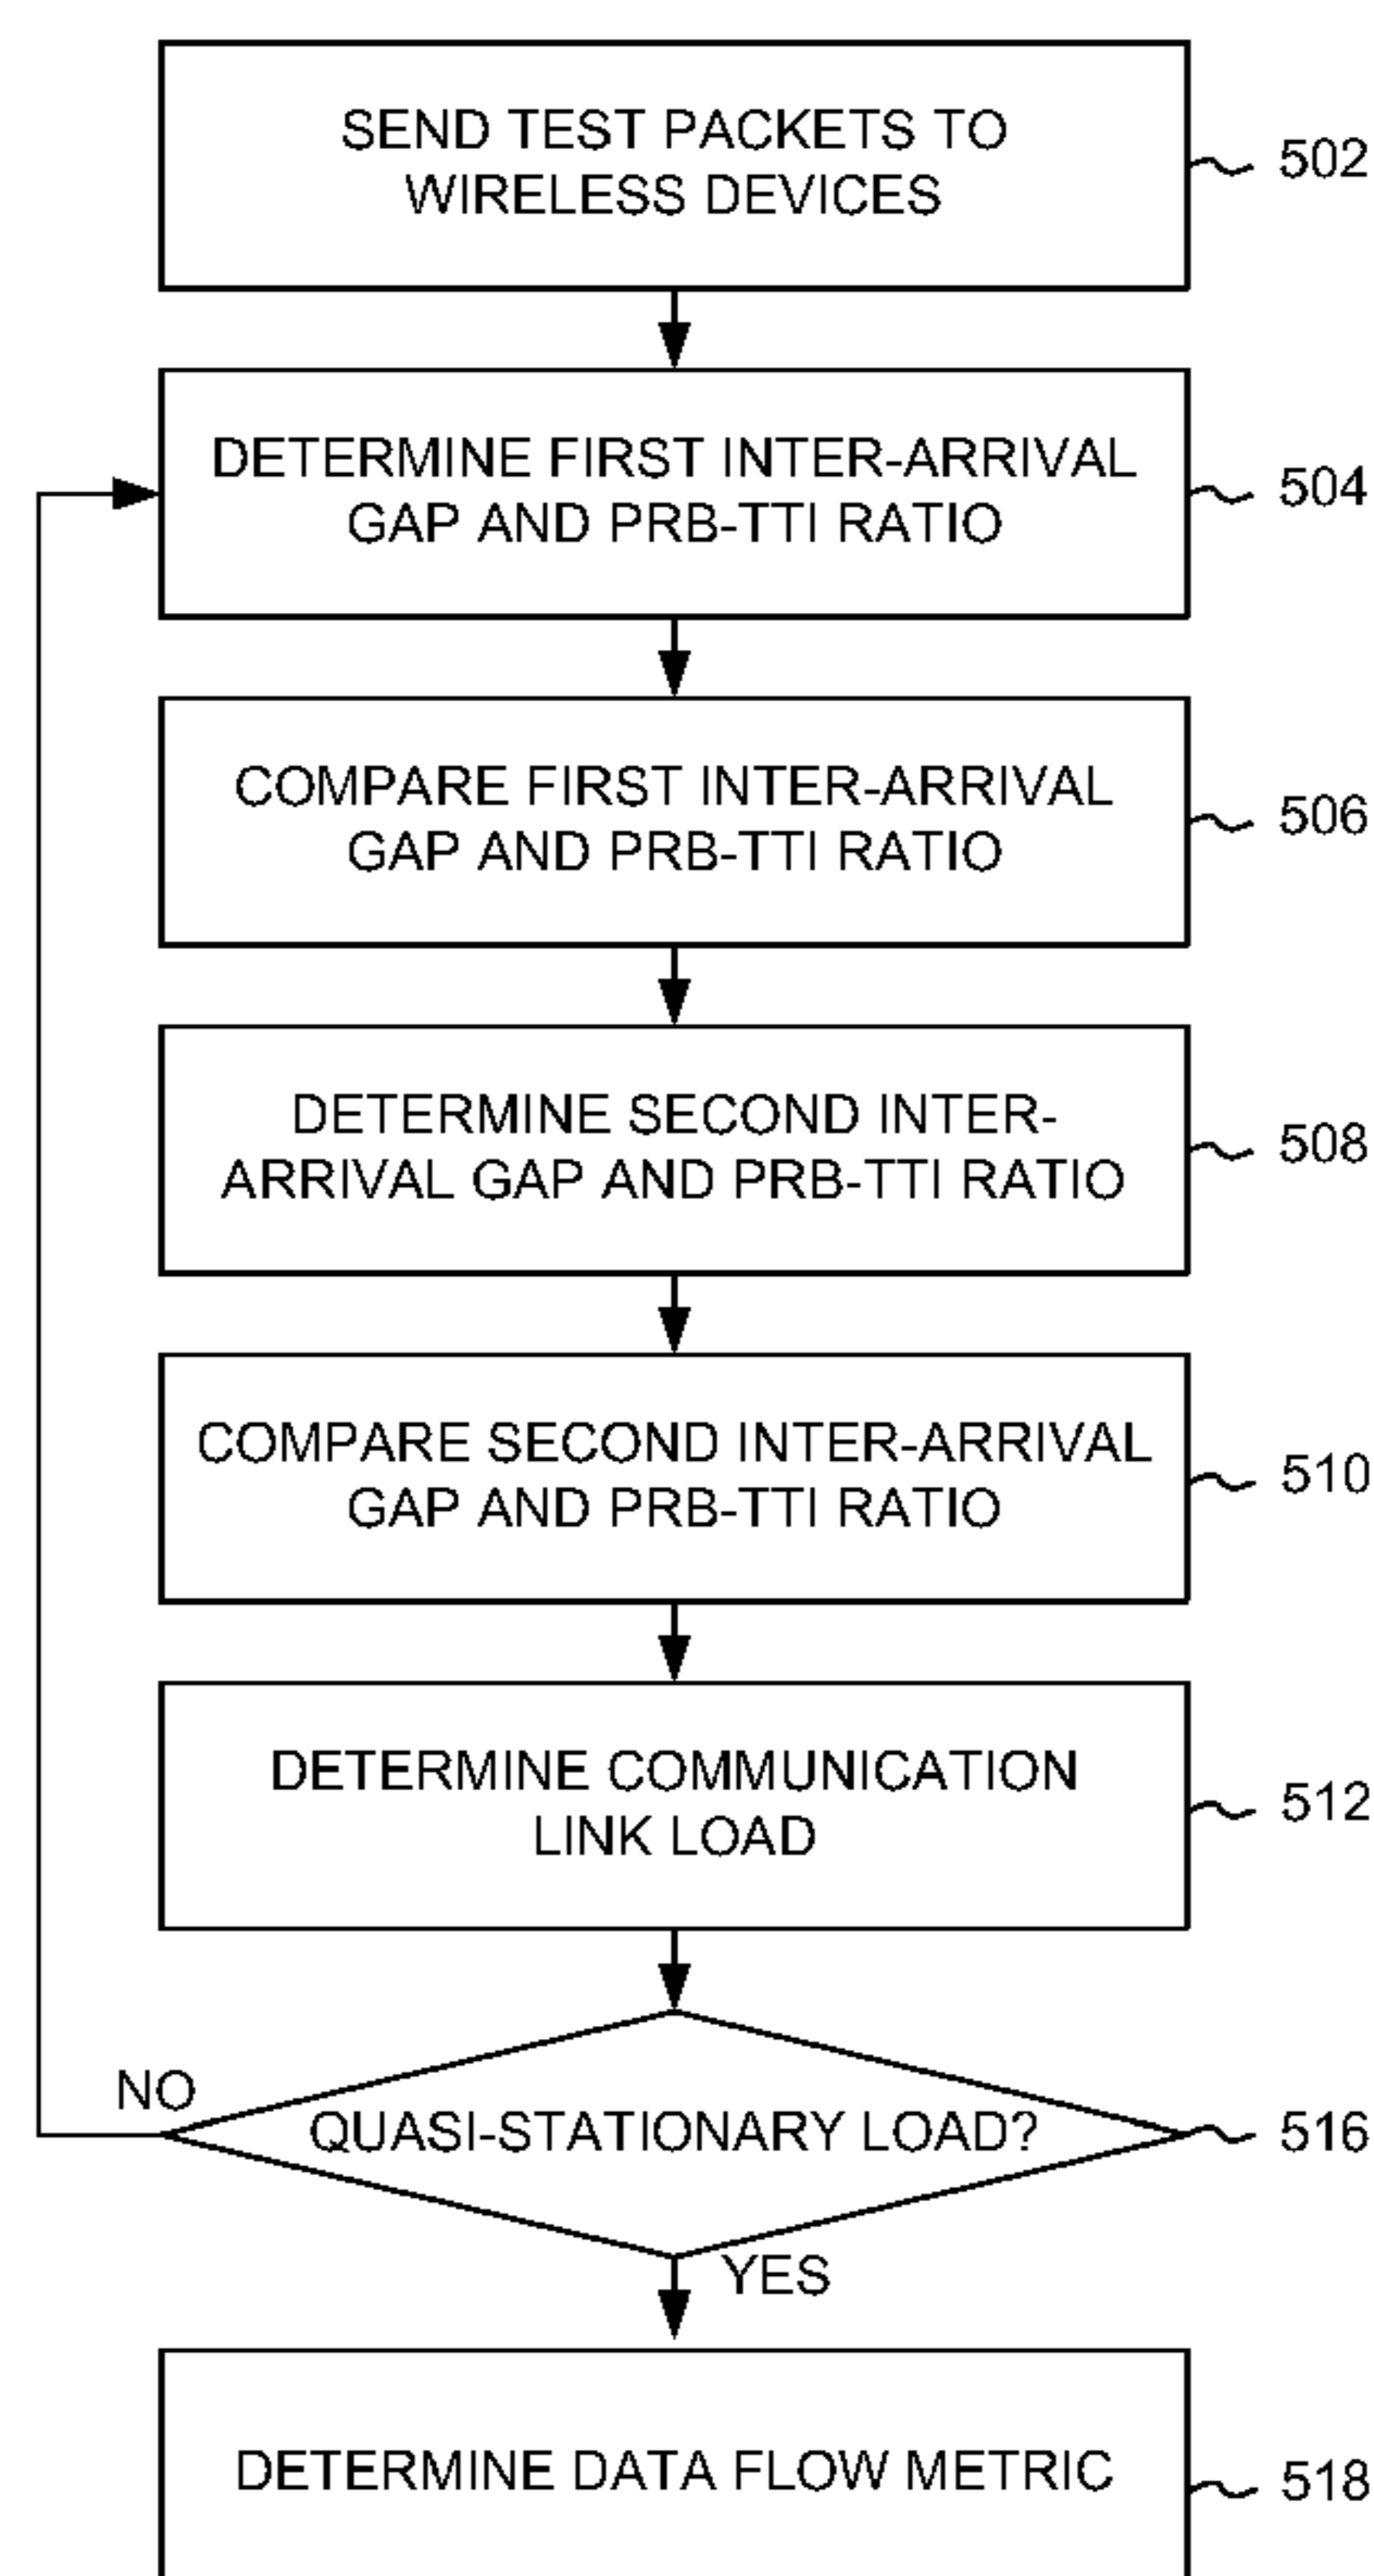 SEND TEST PACKETS TO
WIRELESS DEVICES
502
DETERMINE FIRST INTER-ARRIVAL
GAP AND PRB-TTI RATIO
504
COMPARE FIRST INTER-ARRIVAL
GAP AND PRB-TTI RATIO
506
DETERMINE SECOND INTER-
ARRIVAL GAP AND PRB-TTI RATIO
508
COMPARE SECOND INTER-ARRIVAL
GAP AND PRB-TTI RATIO
510
DETERMINE COMMUNICATION
LINK LOAD
512
NO
QUASI-STATIONARY LOAD?
516
YES
DETERMINE DATA FLOW METRIC
518